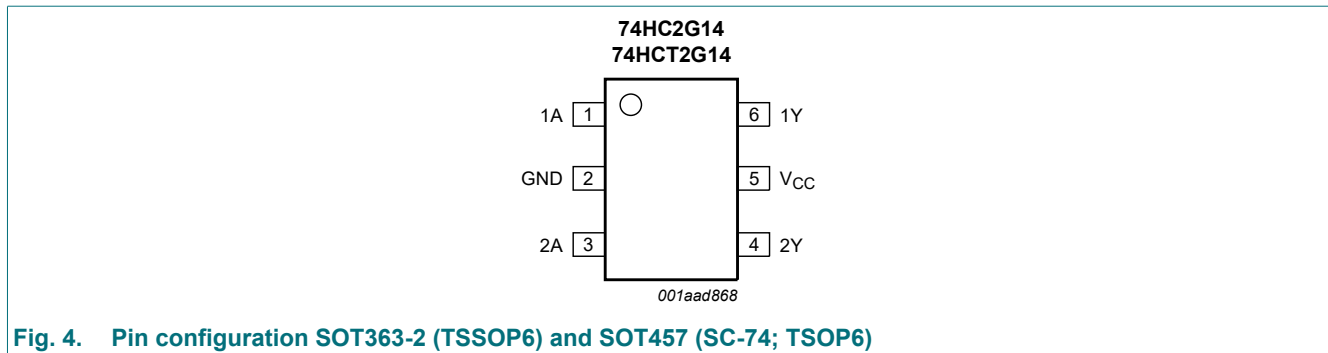 74HC2G14
74HCT2G14
1A 1 6 1Y
GND 2 5 VCC
2A 3 4 2Y
001aad868
Fig. 4. Pin configuration SOT363-2 (TSSOP6) and SOT457 (SC-74; TSOP6)